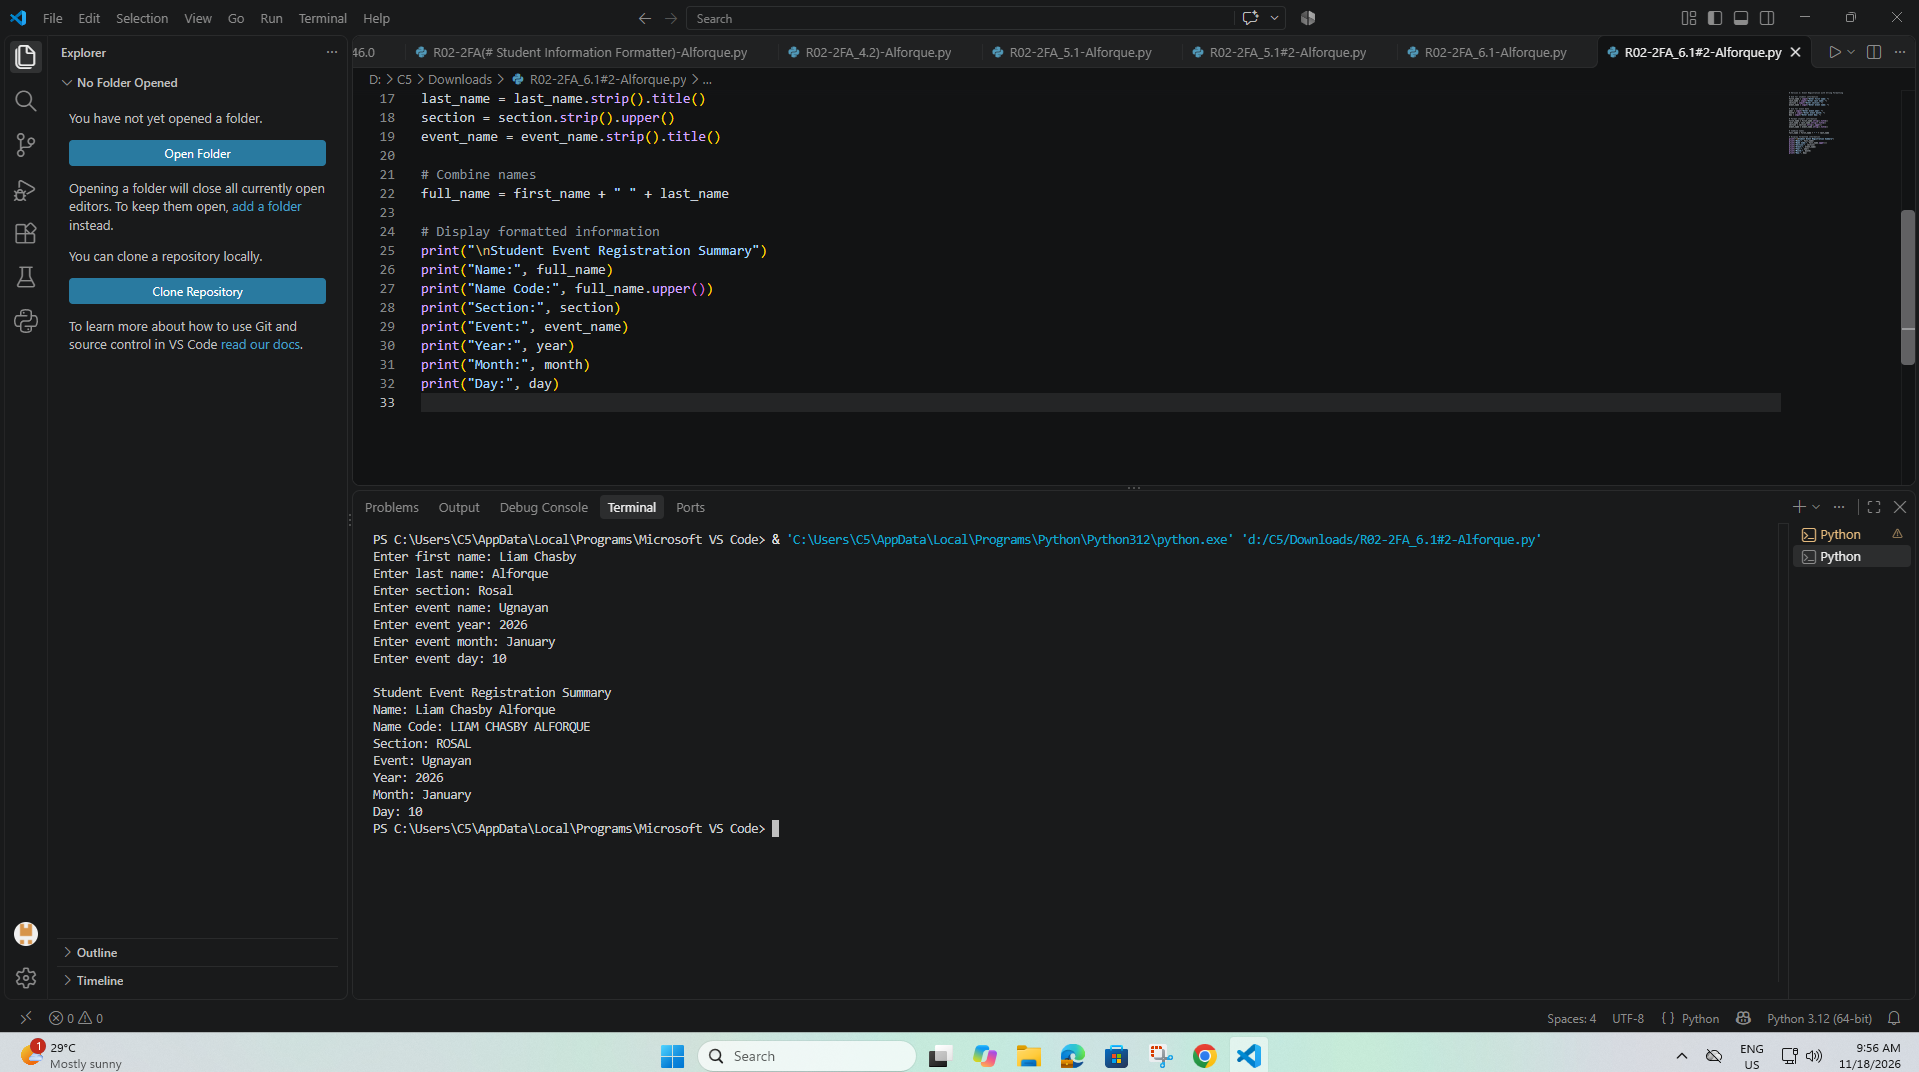 File Edit Selection View Go Run Terminal Help
Search
Explorer
No Folder Opened
You have not yet opened a folder.
Open Folder
Opening a folder will close all currently open
editors. To keep them open, add a folder
instead.
You can clone a repository locally.
Clone Repository
To learn more about how to use Git and
source control in VS Code read our docs.
Outline
Timeline
46.0 R02-2FA(# Student Information Formatter)-Alforque.py R02-2FA_4.2)-Alforque.py R02-2FA_5.1-Alforque.py R02-2FA_5.1#2-Alforque.py R02-2FA_6.1-Alforque.py R02-2FA_6.1#2-Alforque.py
D: > C5 > Downloads > R02-2FA_6.1#2-Alforque.py > ...
17 last_name = last_name.strip().title()
18 section = section.strip().upper()
19 event_name = event_name.strip().title()
20
21 # Combine names
22 full_name = first_name + " " + last_name
23
24 # Display formatted information
25 print("\nStudent Event Registration Summary")
26 print("Name:", full_name)
27 print("Name Code:", full_name.upper())
28 print("Section:", section)
29 print("Event:", event_name)
30 print("Year:", year)
31 print("Month:", month)
32 print("Day:", day)
33
Problems Output Debug Console Terminal Ports
PS C:\Users\C5\AppData\Local\Programs\Microsoft VS Code> & 'C:\Users\C5\AppData\Local\Programs\Python\Python312\python.exe' 'd:/C5/Downloads/R02-2FA_6.1#2-Alforque.py'
Enter first name: Liam Chasby
Enter last name: Alforque
Enter section: Rosal
Enter event name: Ugnayan
Enter event year: 2026
Enter event month: January
Enter event day: 10
Student Event Registration Summary
Name: Liam Chasby Alforque
Name Code: LIAM CHASBY ALFORQUE
Section: ROSAL
Event: Ugnayan
Year: 2026
Month: January
Day: 10
PS C:\Users\C5\AppData\Local\Programs\Microsoft VS Code>
Python
Python
0 0
Spaces: 4 UTF-8 { } Python Python 3.12 (64-bit)
1
29°C
Mostly sunny
Search
ENG
US
9:56 AM
11/18/2026